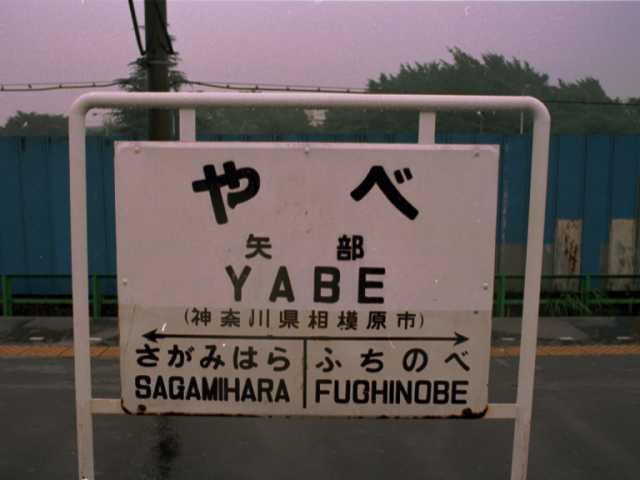 やべ
矢部
YABE
(神奈川県相模原市)
さがみはら ふちのべ
SAGAMIHARA FUCHINOBE